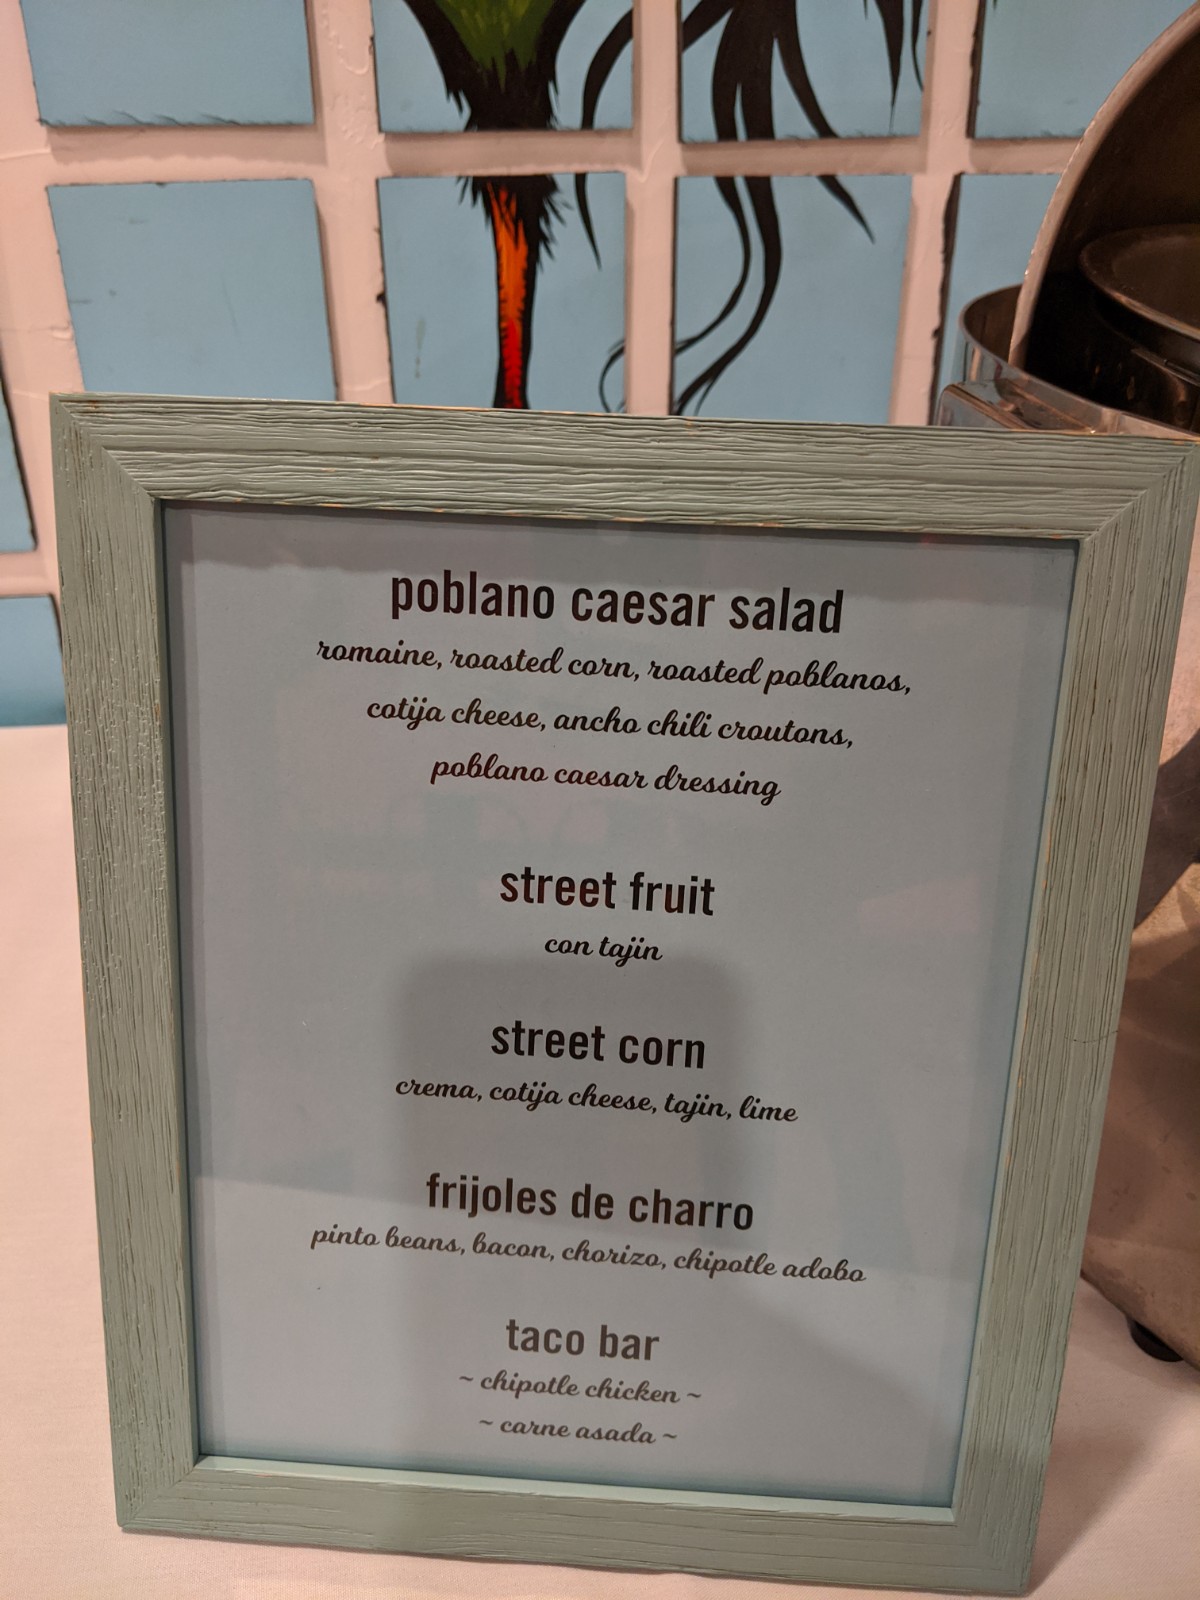 poblano caesar salad
romaine, roasted corn, roasted poblanos,
cotija cheese, ancho chili croutons,
poblano caesar dressing
street fruit
con tajin
street corn
crema, cotija cheese, tajin, lime
frijoles de charro
pinto beans, bacon, chorizo, chipotle adobo
taco bar
~ chipotle chicken ~
~ carne asada ~